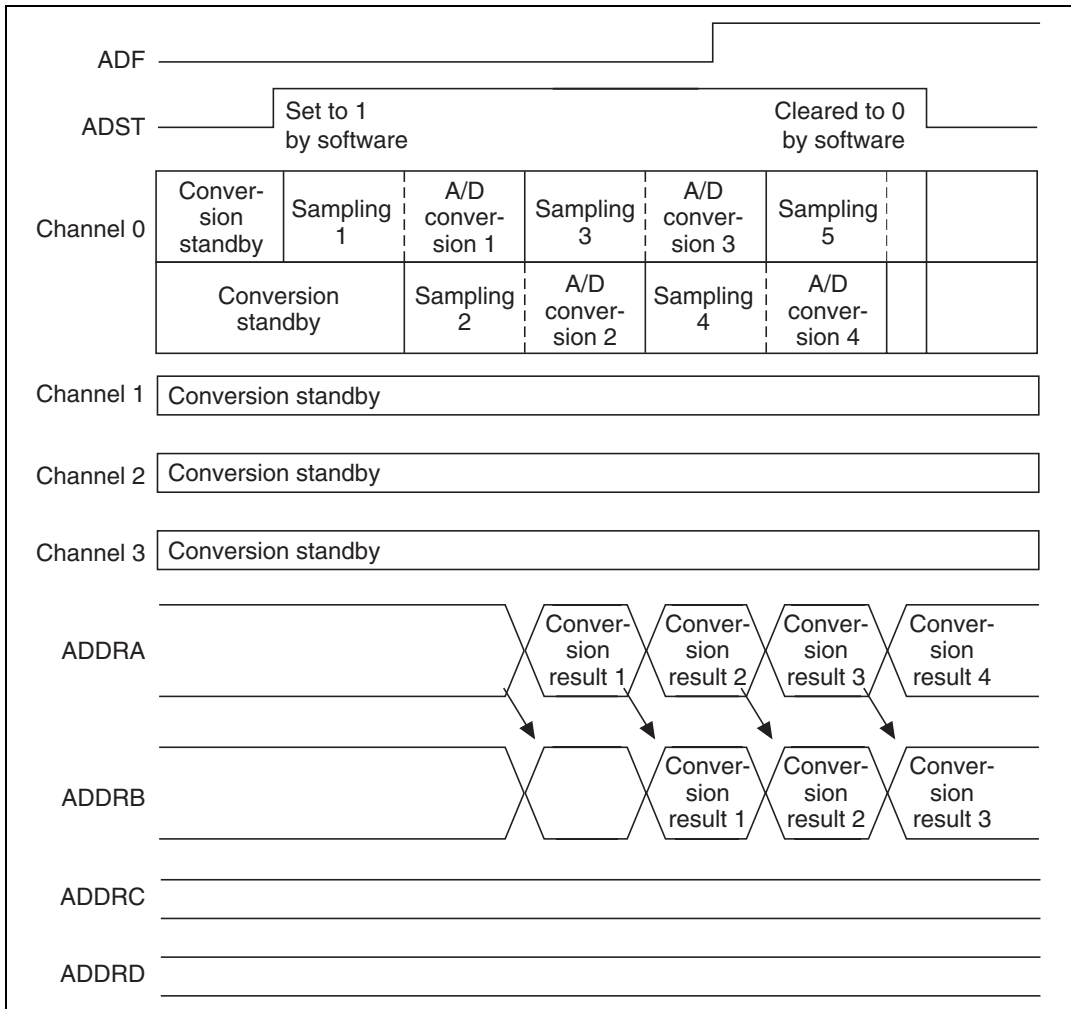 ADF
ADST
Set to 1
by software
Cleared to 0
by software
Channel 0
Conver-
sion
standby
Sampling
1
A/D
conver-
sion 1
Sampling
3
A/D
conver-
sion 3
Sampling
5
Conversion
standby
Sampling
2
A/D
conver-
sion 2
Sampling
4
A/D
conver-
sion 4
Channel 1
Conversion standby
Channel 2
Conversion standby
Channel 3
Conversion standby
ADDRA
Conver-
sion
result 1
Conver-
sion
result 2
Conver-
sion
result 3
Conver-
sion
result 4
ADDRB
Conver-
sion
result 1
Conver-
sion
result 2
Conver-
sion
result 3
ADDRC
ADDRD